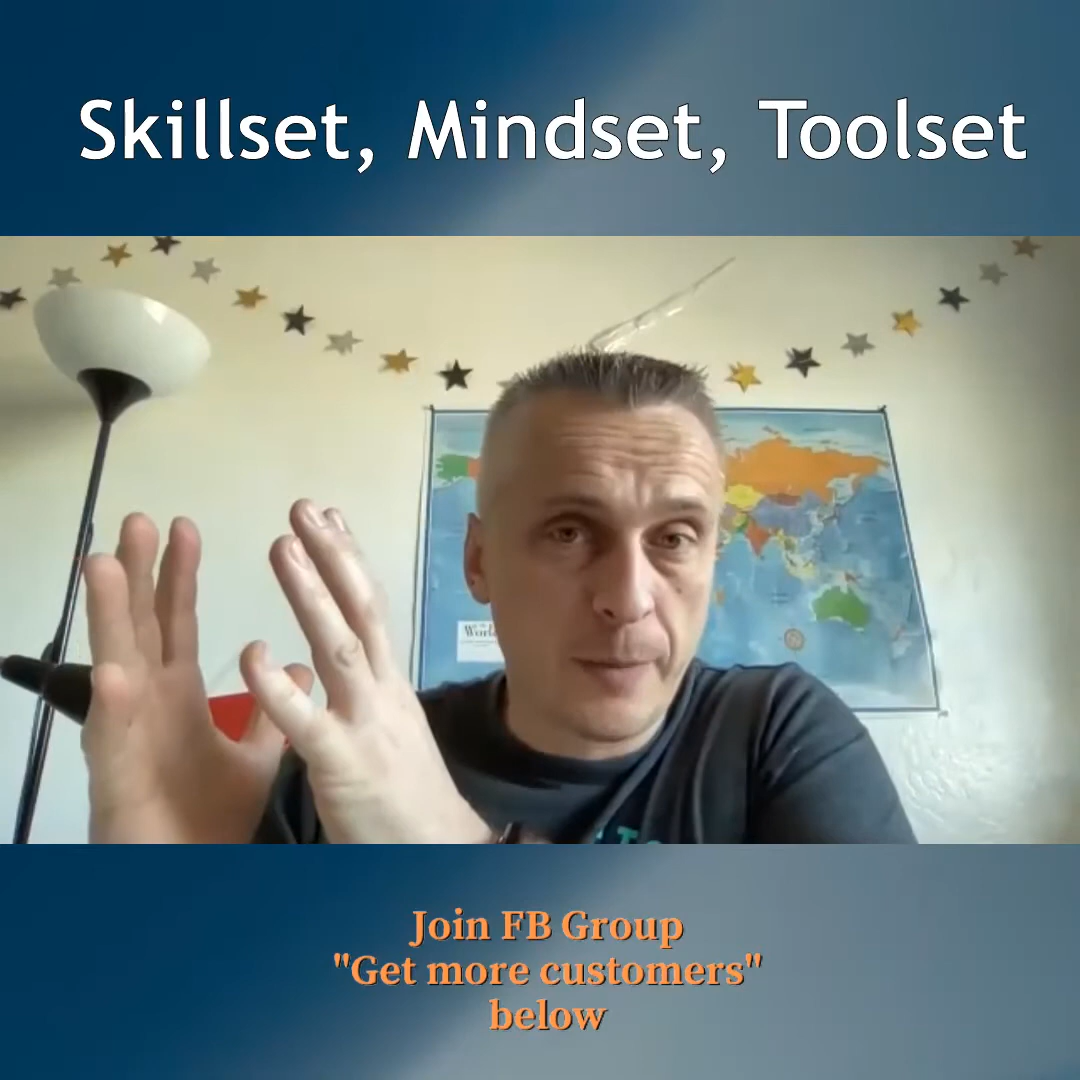 Skillset, Mindset, Toolset
Join FB Group
"Get more customers"
below